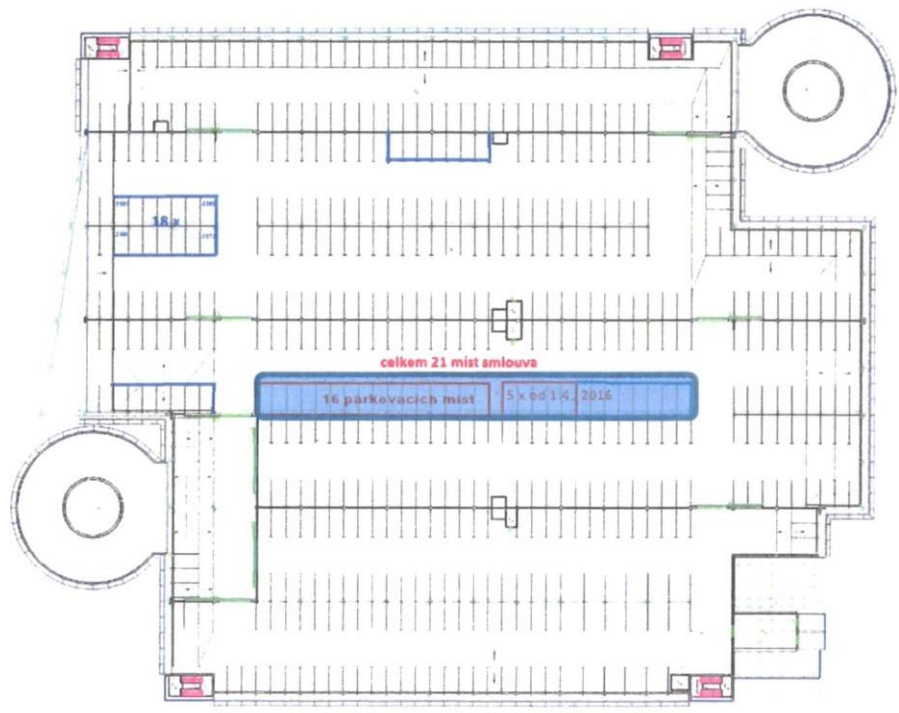 18 x
celkem 21 míst smlouva
16 parkovacích míst
5 x od 1.4. 2016